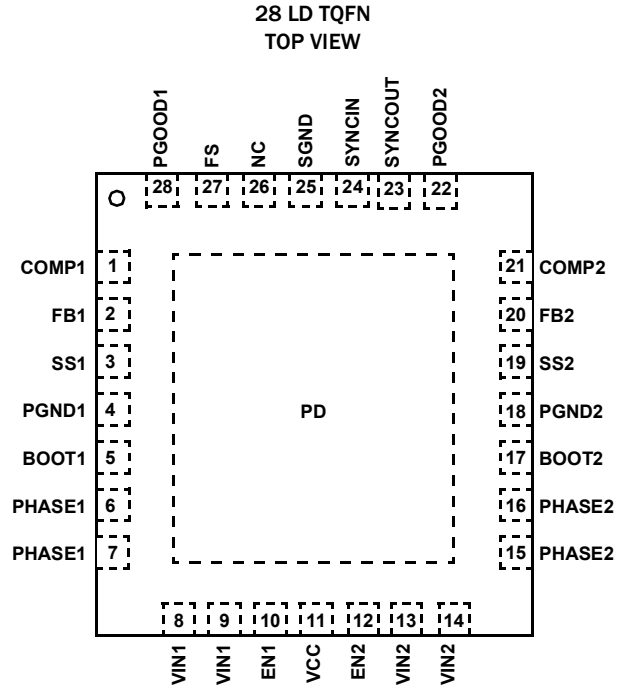 28 LD TQFN
TOP VIEW
PGOOD1
FS
NC
SGND
SYNCIN
SYNCOUT
PGOOD2
28 27 26 25 24 23 22
COMP1 1 21 COMP2
FB1 2 20 FB2
SS1 3 19 SS2
PGND1 4 PD 18 PGND2
BOOT1 5 17 BOOT2
PHASE1 6 16 PHASE2
PHASE1 7 15 PHASE2
8 9 10 11 12 13 14
VIN1
VIN1
EN1
VCC
EN2
VIN2
VIN2